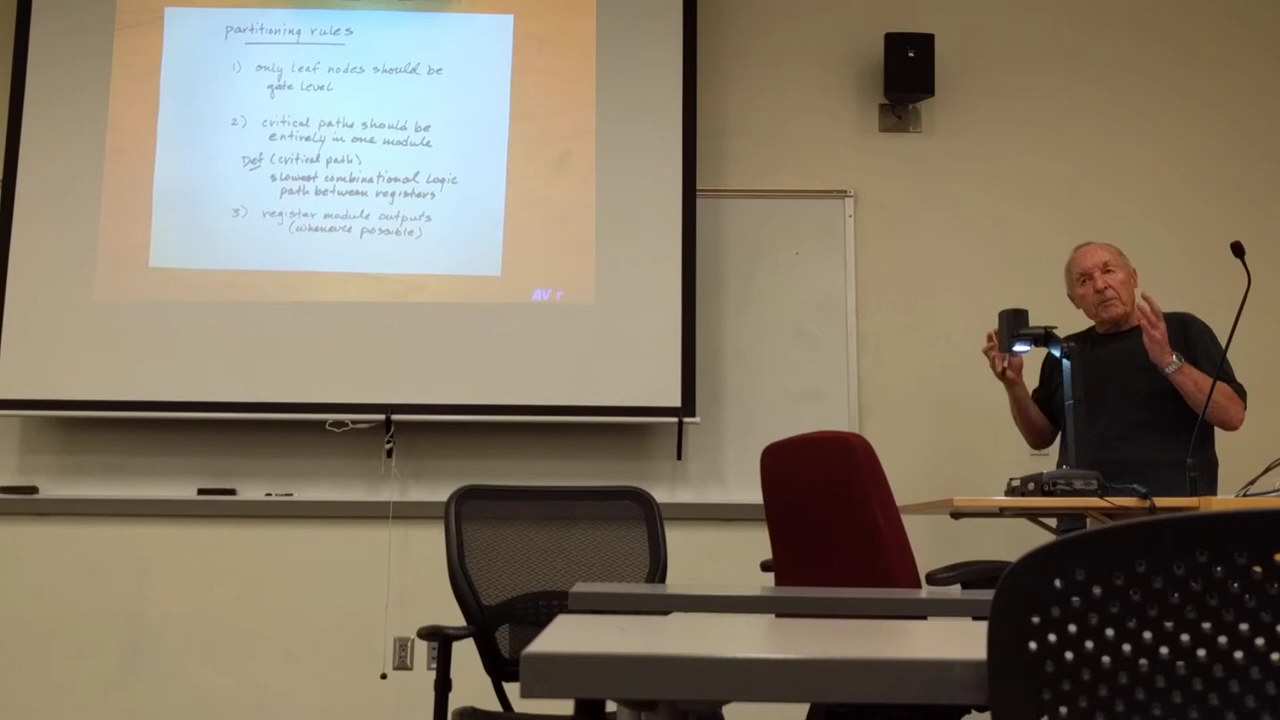 partitioning rules
1) only leaf nodes should be
gate level
2) critical paths should be
entirely in one module
Def (critical path)
slowest combinational logic
path between registers
3) register module outputs
(whenever possible)
AVer